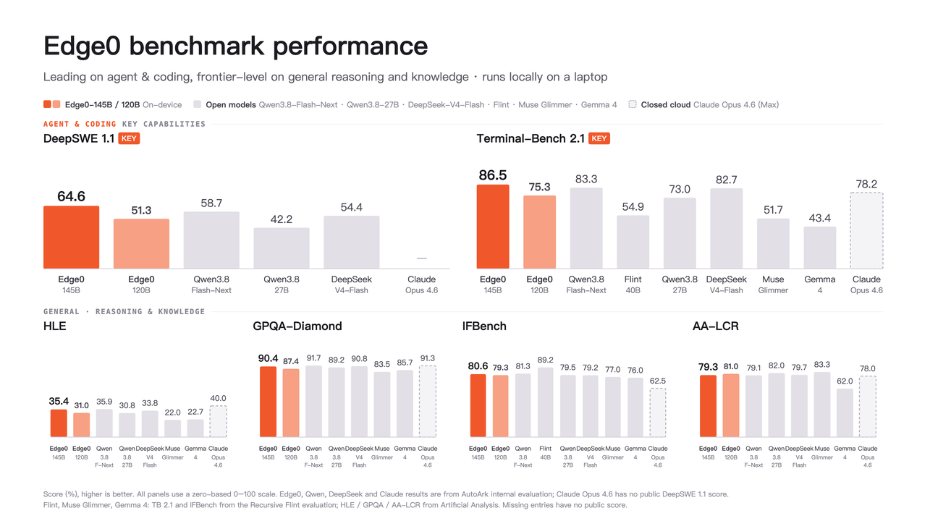 Edge0 benchmark performance
Leading on agent & coding, frontier-level on general reasoning and knowledge · runs locally on a laptop
Edge0-145B / 120B On-device Open models Qwen3.8-Flash-Next · Qwen3.8-27B · DeepSeek-V4-Flash · Flint · Muse Glimmer · Gemma 4 Closed cloud Claude Opus 4.6 (Max)
AGENT & CODING KEY CAPABILITIES
DeepSWE 1.1 KEY
64.6 51.3 58.7 42.2 54.4 —
Edge0 Edge0 Qwen3.8 Qwen3.8 DeepSeek Claude
145B 120B Flash-Next 27B V4-Flash Opus 4.6
Terminal-Bench 2.1 KEY
86.5 75.3 83.3 54.9 73.0 82.7 51.7 43.4 78.2
Edge0 Edge0 Qwen3.8 Flint Qwen3.8 DeepSeek Muse Gemma Claude
145B 120B Flash-Next 40B 27B V4-Flash Glimmer 4 Opus 4.6
GENERAL · REASONING & KNOWLEDGE
HLE
35.4 31.0 35.9 30.8 33.8 22.0 22.7 40.0
Edge0 Edge0 Qwen Qwen DeepSeek Muse Gemma Claude
145B 120B 3.8 3.8 V4 Glimmer 4 Opus
F-Next 27B Flash 4.6
GPQA-Diamond
90.4 87.4 91.7 89.2 90.8 83.5 85.7 91.3
Edge0 Edge0 Qwen Qwen DeepSeek Muse Gemma Claude
145B 120B 3.8 3.8 V4 Glimmer 4 Opus
F-Next 27B Flash 4.6
IFBench
80.6 79.3 81.3 89.2 79.5 79.2 77.0 76.0 62.5
Edge0 Edge0 Qwen Flint Qwen DeepSeek Muse Gemma Claude
145B 120B 3.8 40B 3.8 V4 Glimmer 4 Opus
F-Next 27B Flash 4.6
AA-LCR
79.3 81.0 79.1 82.0 79.7 83.3 62.0 78.0
Edge0 Edge0 Qwen Qwen DeepSeek Muse Gemma Claude
145B 120B 3.8 3.8 V4 Glimmer 4 Opus
F-Next 27B Flash 4.6
Score (%), higher is better. All panels use a zero-based 0–100 scale. Edge0, Qwen, DeepSeek and Claude results are from AutoArk internal evaluation; Claude Opus 4.6 has no public DeepSWE 1.1 score.
Flint, Muse Glimmer, Gemma 4: TB 2.1 and IFBench from the Recursive Flint evaluation; HLE / GPQA / AA-LCR from Artificial Analysis. Missing entries have no public score.